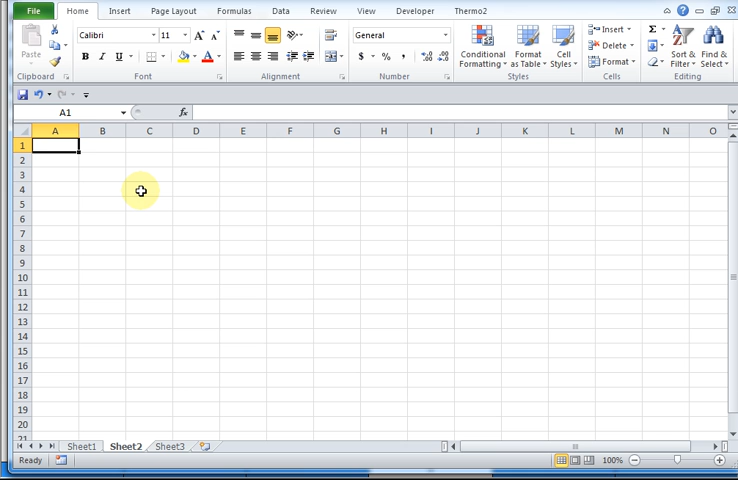 File Home Insert Page Layout Formulas Data Review View Developer Thermo2
Paste
Calibri 11
B I U A
A A
General
$ % ,
Conditional Formatting
Format as Table
Cell Styles
Insert
Delete
Format
Σ
Sort & Filter
Find & Select
Clipboard Font Alignment Number Styles Cells Editing
A1 fx
A B C D E F G H I J K L M N O
1
2
3
4
5
6
7
8
9
10
11
12
13
14
15
16
17
18
19
20
21
Sheet1 Sheet2 Sheet3
Ready 100%